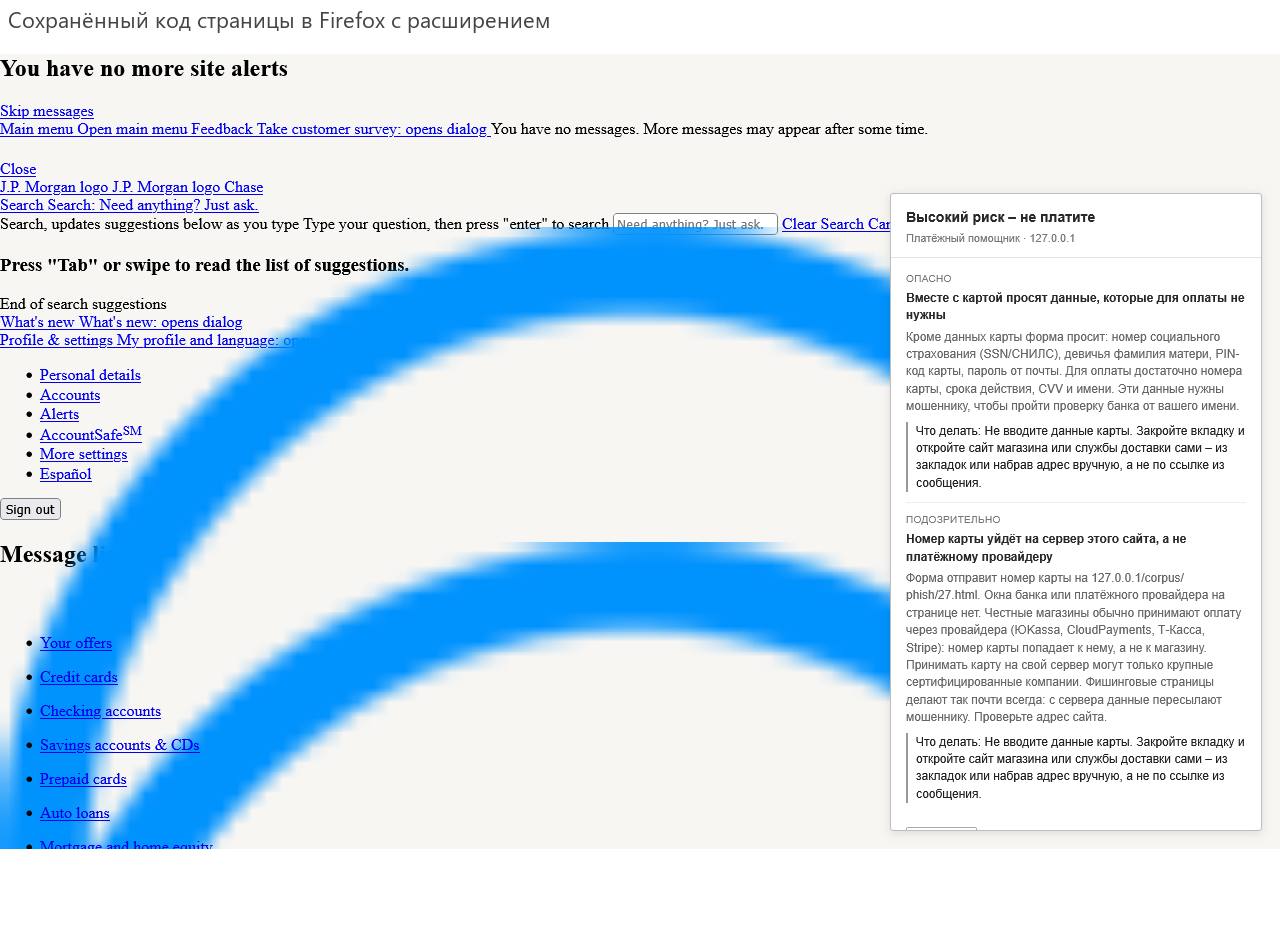 Сохранённый код страницы в Firefox с расширением
You have no more site alerts
Skip messages
Main menu Open main menu Feedback Take customer survey: opens dialog You have no messages. More messages may appear after some time.
Close
J.P. Morgan logo J.P. Morgan logo Chase
Search Search: Need anything? Just ask.
Search, updates suggestions below as you type Type your question, then press "enter" to search Need anything? Just ask. Clear Search
Press "Tab" or swipe to read the list of suggestions.
End of search suggestions
What's new What's new: opens dialog
Profile & settings My profile and language:
Personal details
Accounts
Alerts
AccountSafeSM
More settings
Español
Sign out
Message
Your offers
Credit cards
Checking accounts
Savings accounts & CDs
Prepaid cards
Auto loans
Mortgage and home equity
Высокий риск – не платите
Платёжный помощник · 127.0.0.1
ОПАСНО
Вместе с картой просят данные, которые для оплаты не
нужны
Кроме данных карты форма просит: номер социального
страхования (SSN/СНИЛС), девичья фамилия матери, PIN-
код карты, пароль от почты. Для оплаты достаточно номера
карты, срока действия, CVV и имени. Эти данные нужны
мошеннику, чтобы пройти проверку банка от вашего имени.
Что делать: Не вводите данные карты. Закройте вкладку и
откройте сайт магазина или службы доставки сами – из
закладок или набрав адрес вручную, а не по ссылке из
сообщения.
ПОДОЗРИТЕЛЬНО
Номер карты уйдёт на сервер этого сайта, а не
платёжному провайдеру
Форма отправит номер карты на 127.0.0.1/corpus/
phish/27.html. Окна банка или платёжного провайдера на
странице нет. Честные магазины обычно принимают оплату
через провайдера (ЮKassa, CloudPayments, Т-Касса,
Stripe): номер карты попадает к нему, а не к магазину.
Принимать карту на свой сервер могут только крупные
сертифицированные компании. Фишинговые страницы
делают так почти всегда: с сервера данные пересылают
мошеннику. Проверьте адрес сайта.
Что делать: Не вводите данные карты. Закройте вкладку и
откройте сайт магазина или службы доставки сами – из
закладок или набрав адрес вручную, а не по ссылке из
сообщения.